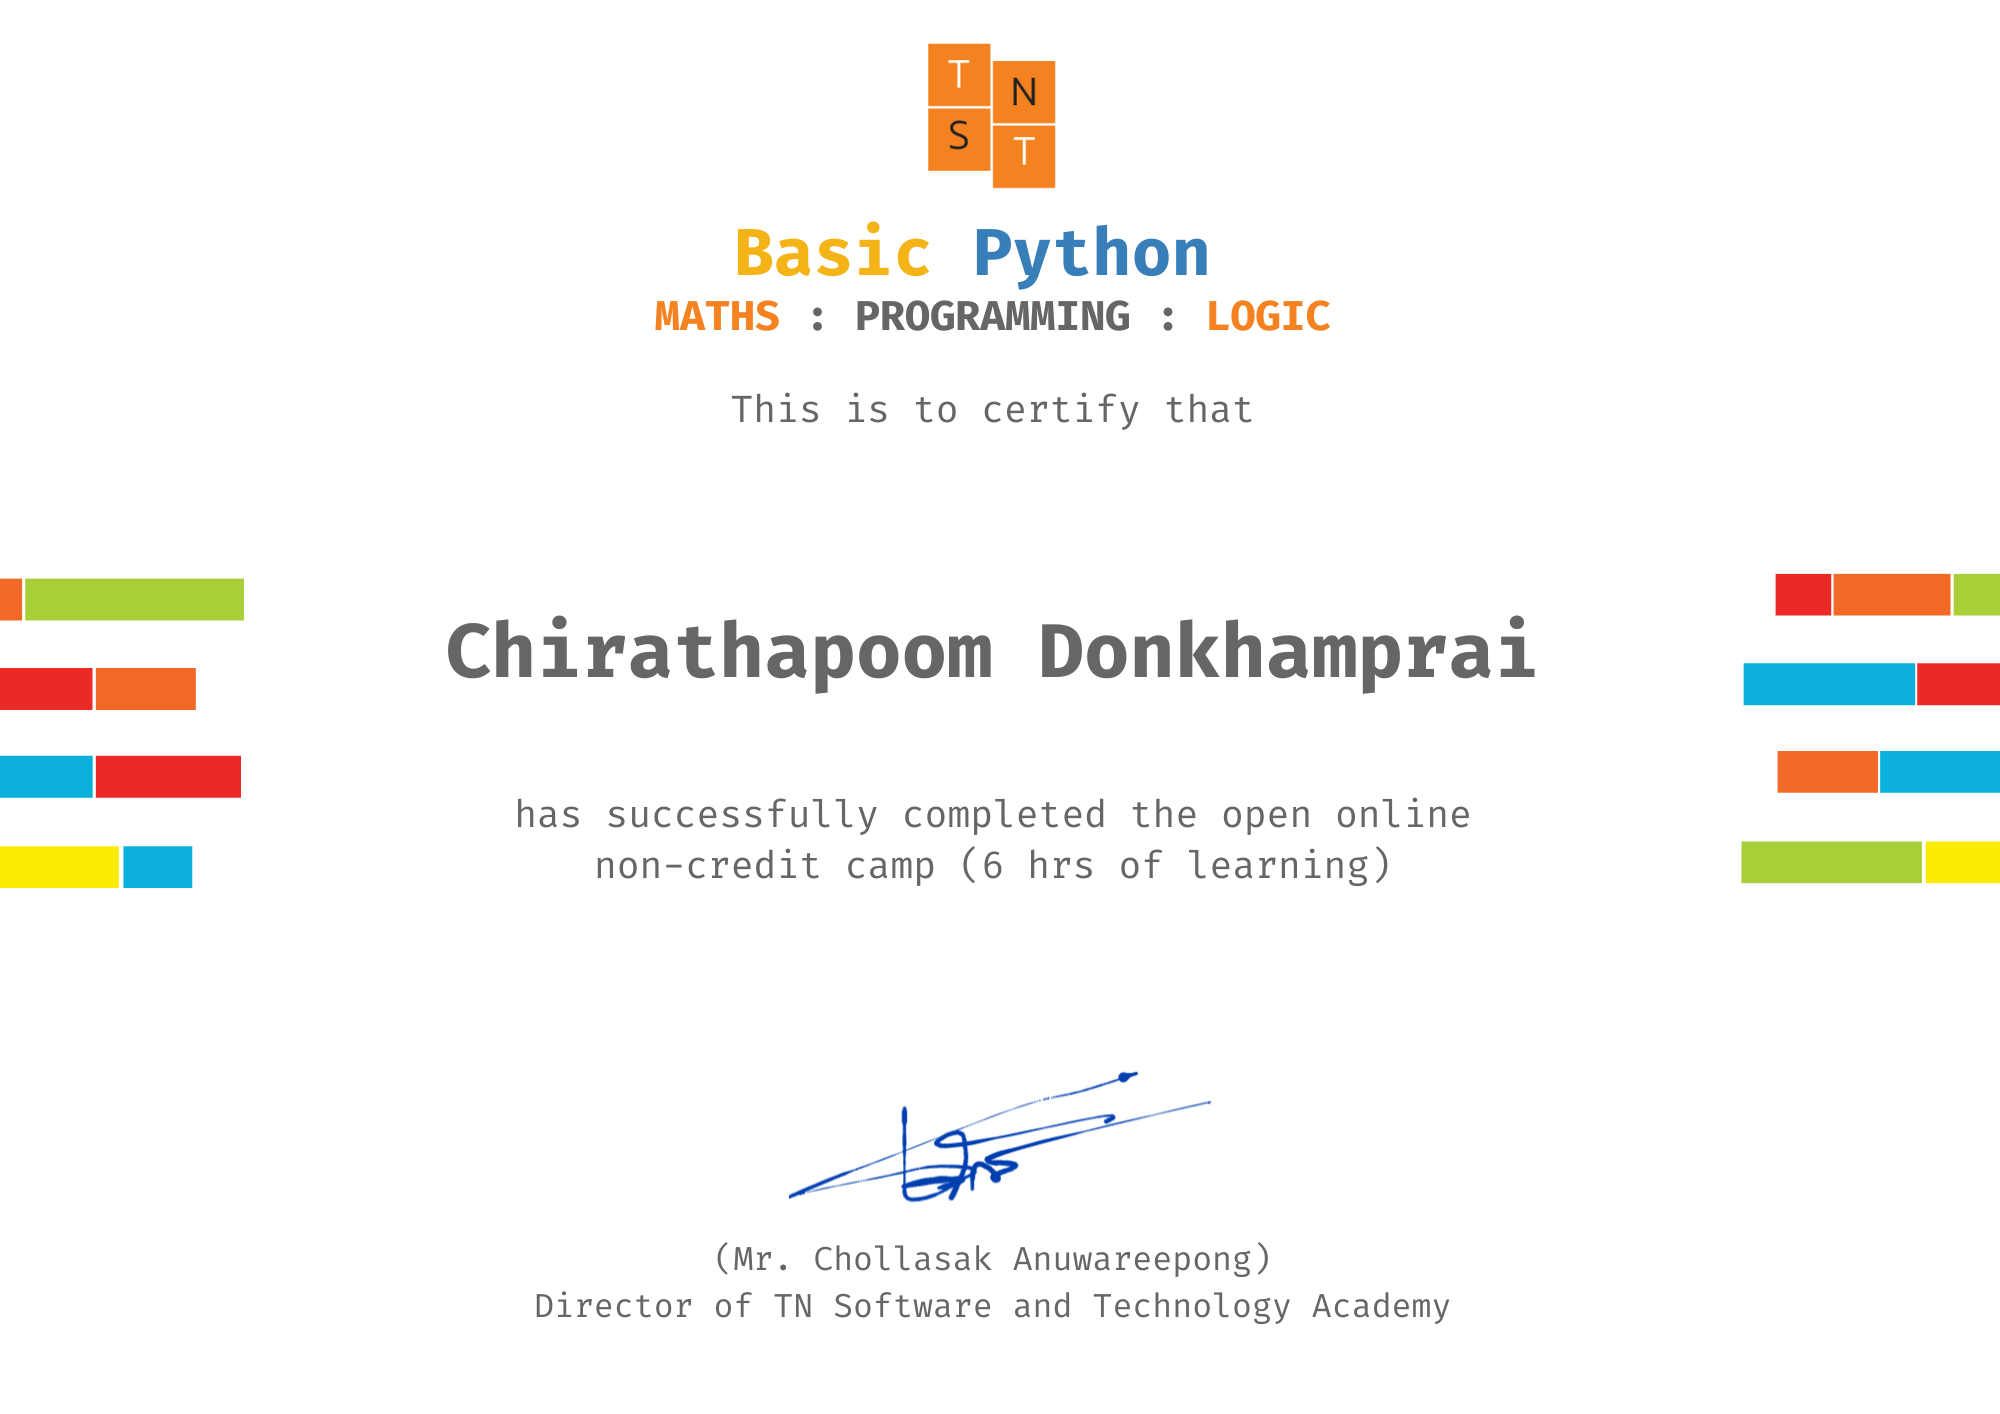 T N
S T
Basic Python
MATHS : PROGRAMMING : LOGIC
This is to certify that
Chirathapoom Donkhamprai
has successfully completed the open online
non-credit camp (6 hrs of learning)
(Mr. Chollasak Anuwareepong)
Director of TN Software and Technology Academy